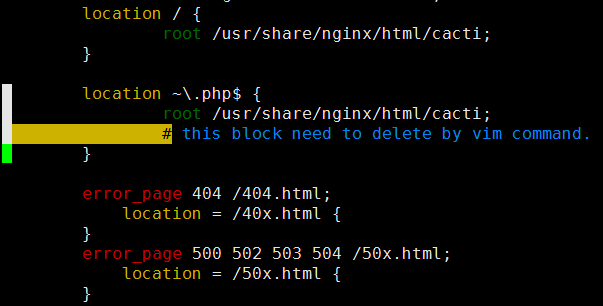 location / {
root /usr/share/nginx/html/cacti;
}
location ~\.php$ {
root /usr/share/nginx/html/cacti;
# this block need to delete by vim command.
}
error_page 404 /404.html;
location = /40x.html {
}
error_page 500 502 503 504 /50x.html;
location = /50x.html {
}